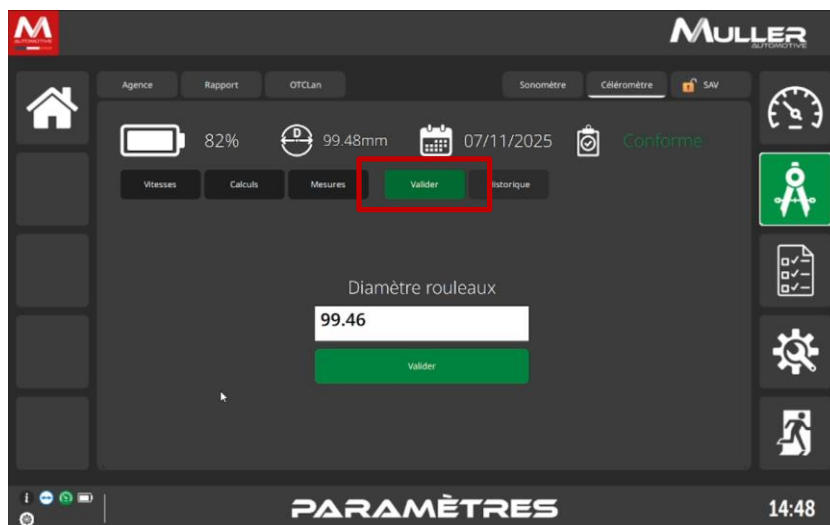 M
AUTOMOTIVE
MULLER
AUTOMOTIVE
Agence Rapport OTCLan Sonomètre Céléromètre SAV
82% D 99.48mm 07/11/2025 Conforme
Vitesses Calculs Mesures Valider Historique
Diamètre rouleaux
99.46
Valider
i PARAMÈTRES 14:48